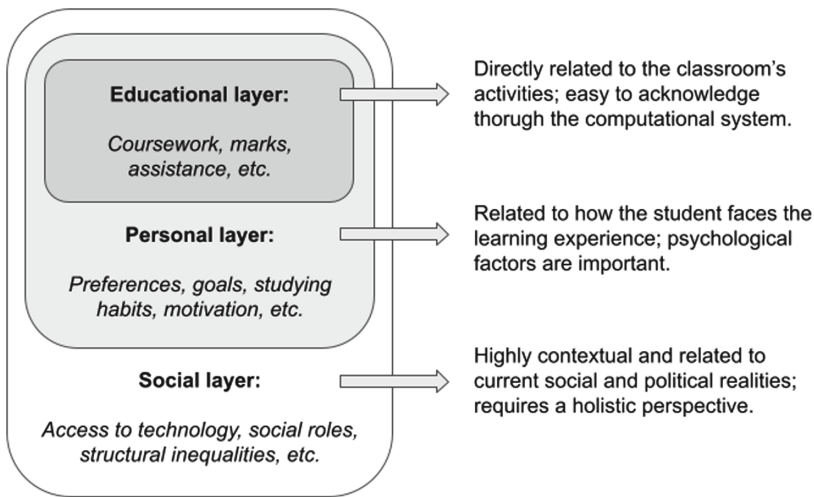 Educational layer:
Coursework, marks,
assistance, etc.
Directly related to the classroom's
activities; easy to acknowledge
thorugh the computational system.
Personal layer:
Preferences, goals, studying
habits, motivation, etc.
Related to how the student faces the
learning experience; psychological
factors are important.
Social layer:
Access to technology, social roles,
structural inequalities, etc.
Highly contextual and related to
current social and political realities;
requires a holistic perspective.